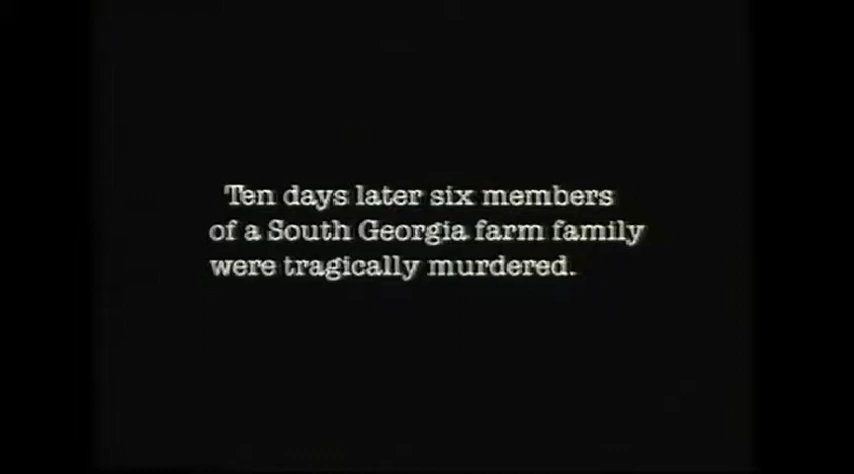 Ten days later six members
of a South Georgia farm family
were tragically murdered.